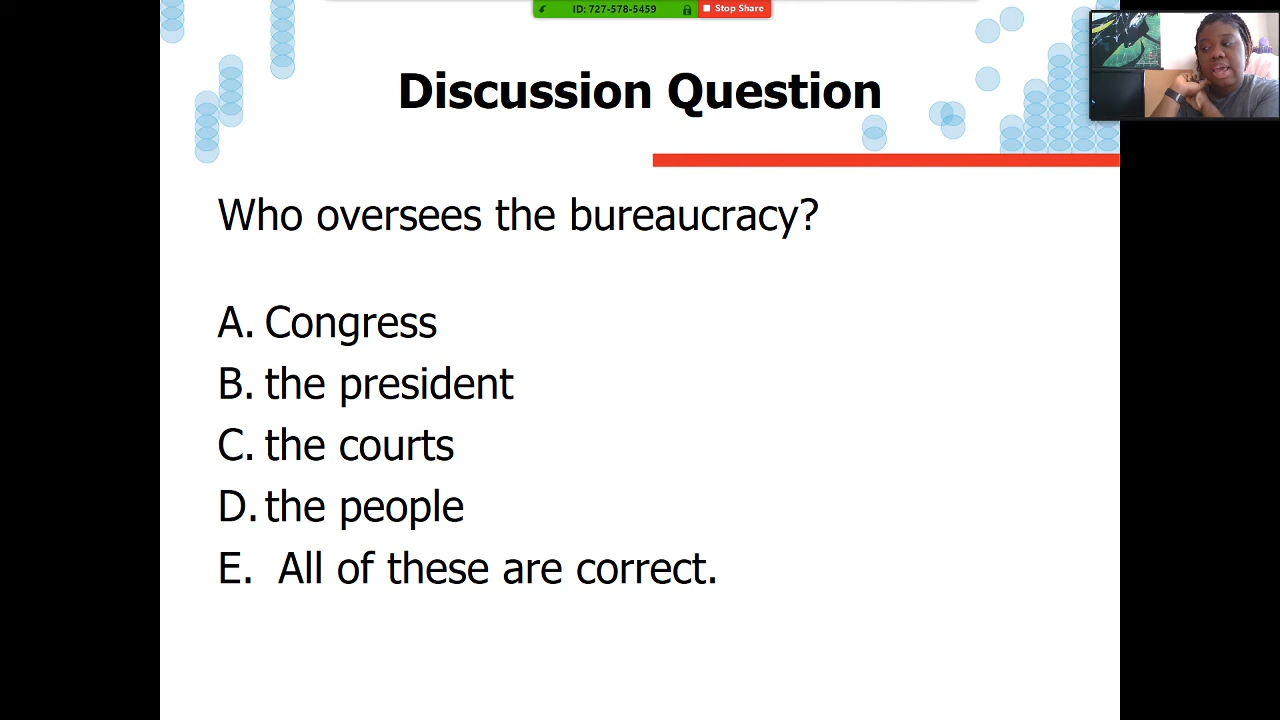 ID: 727-578-5459
Stop Share
Discussion Question
Who oversees the bureaucracy?
A. Congress
B. the president
C. the courts
D. the people
E. All of these are correct.